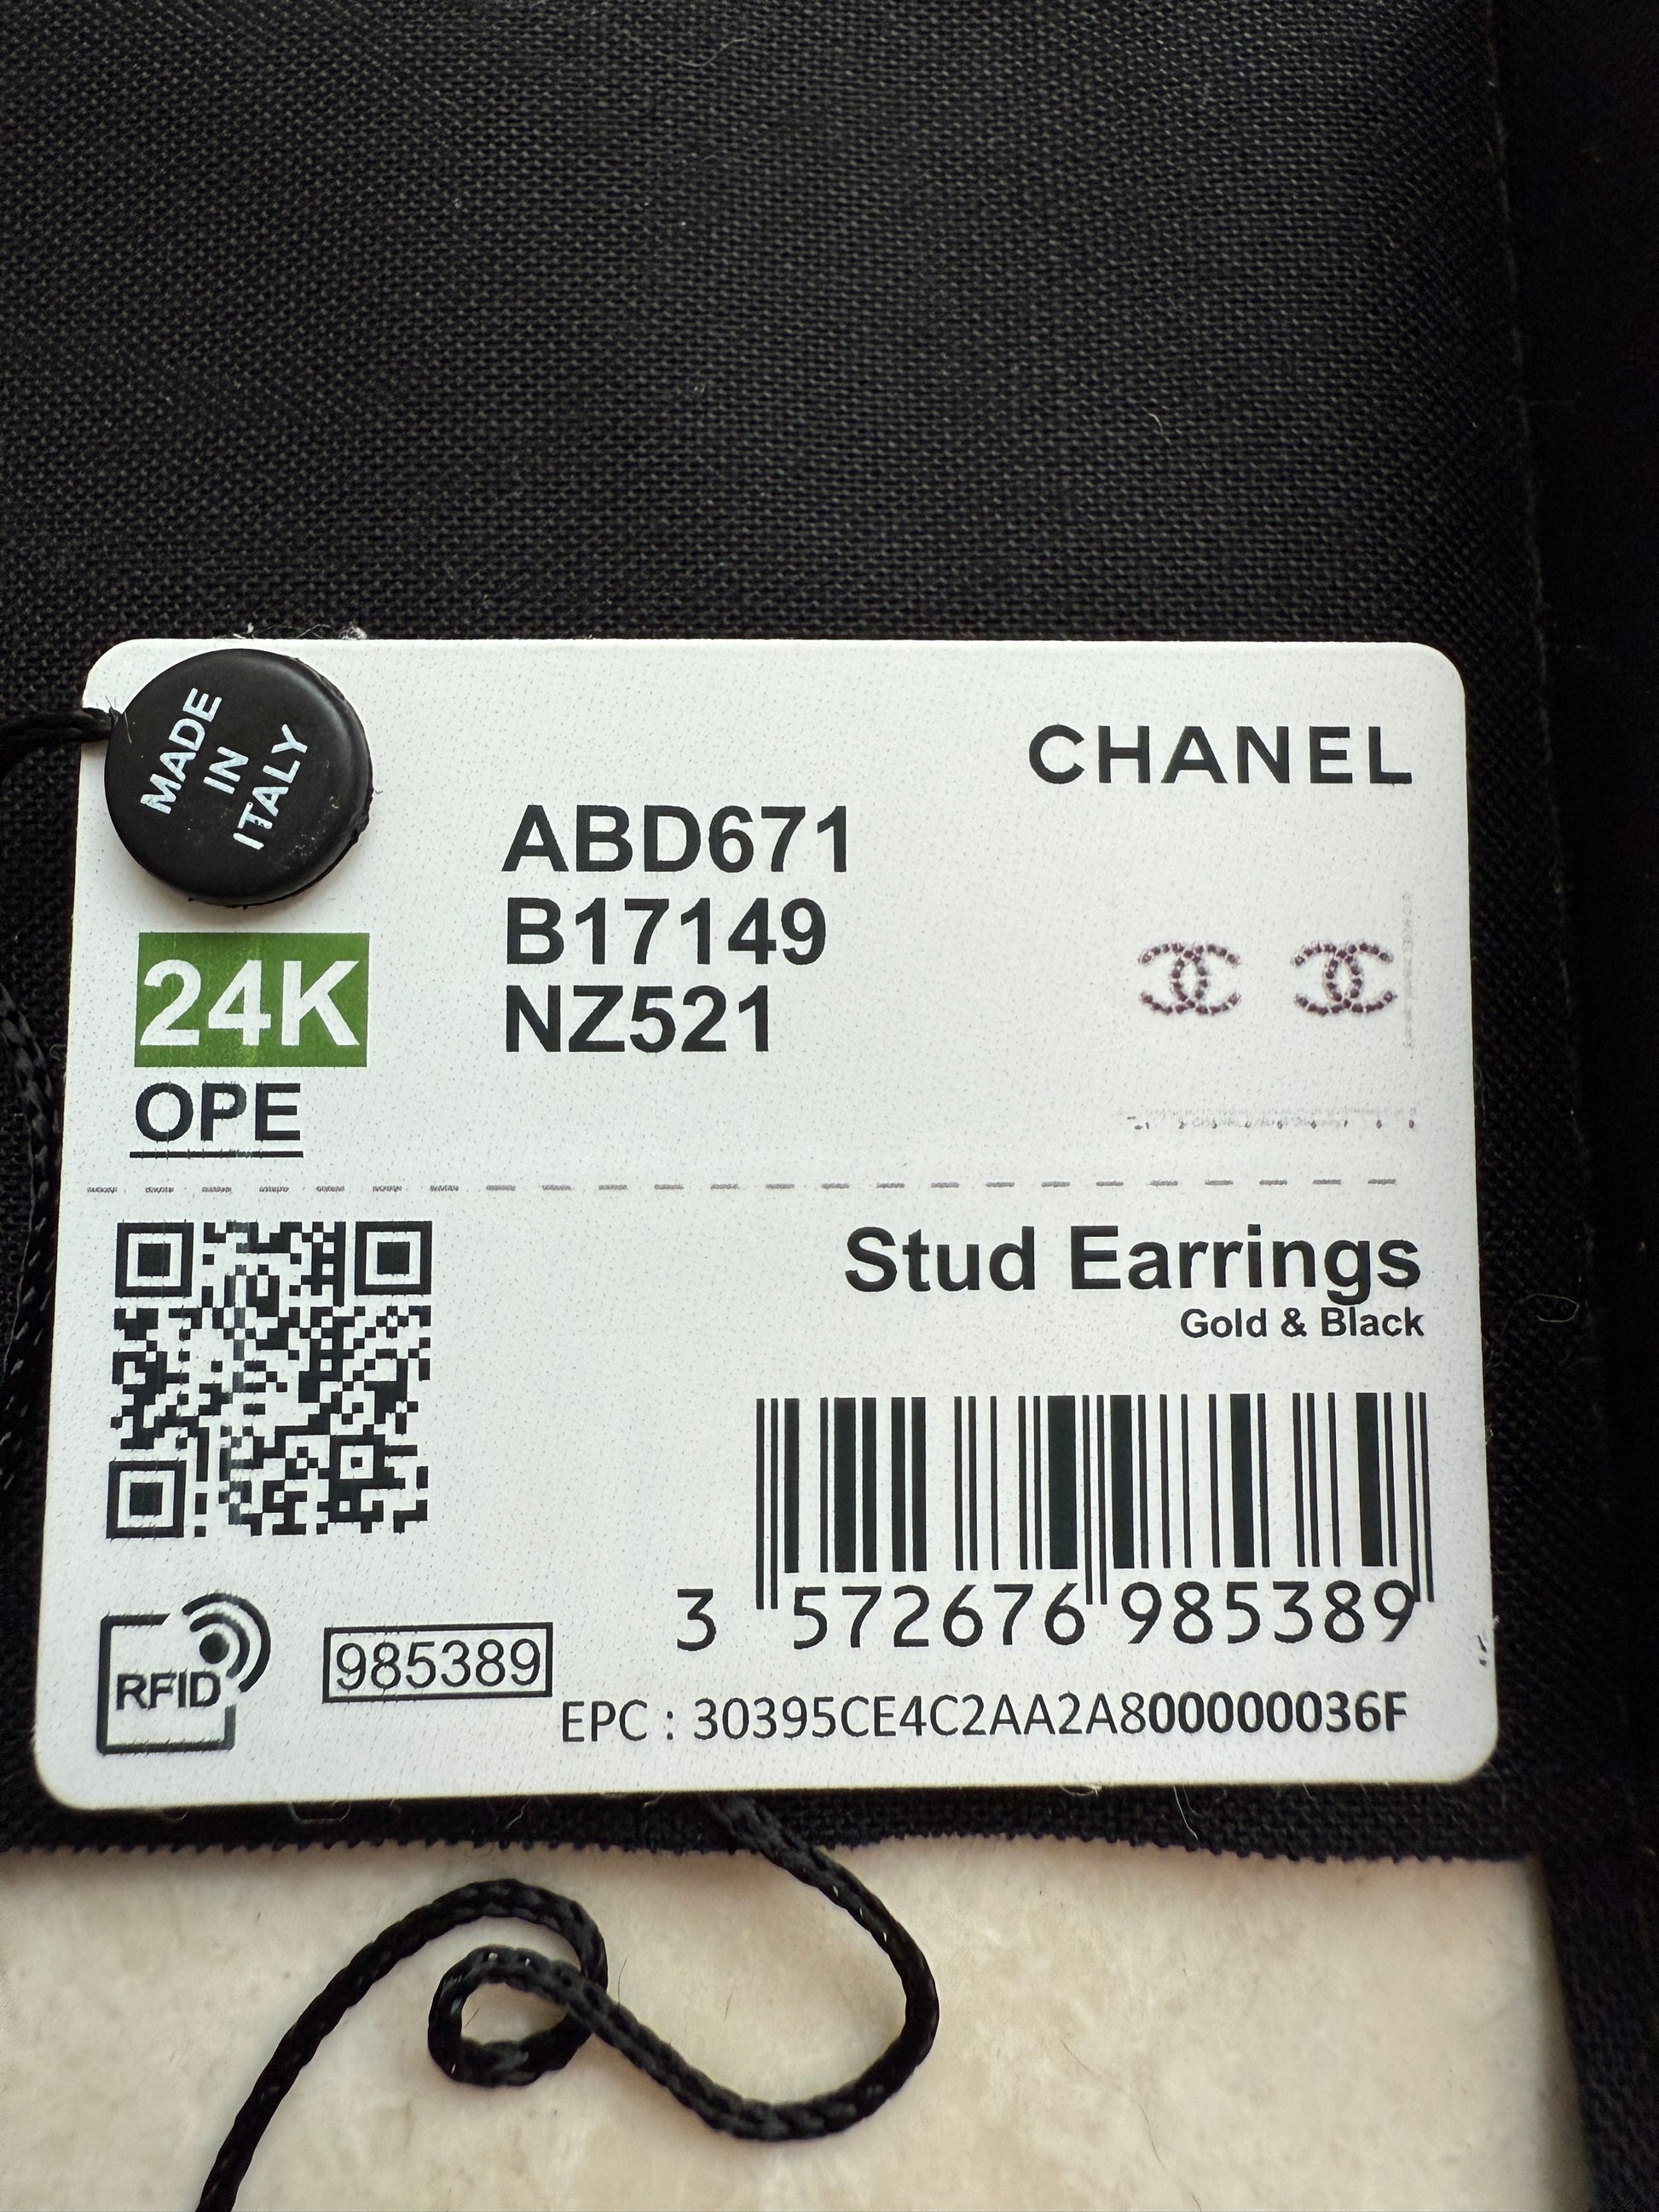 MADE
IN
ITALY
CHANEL
ABD671
B17149
NZ521
24K
OPE
Stud Earrings
Gold & Black
3 572676 985389
RFID
985389
EPC : 30395CE4C2AA2A800000036F